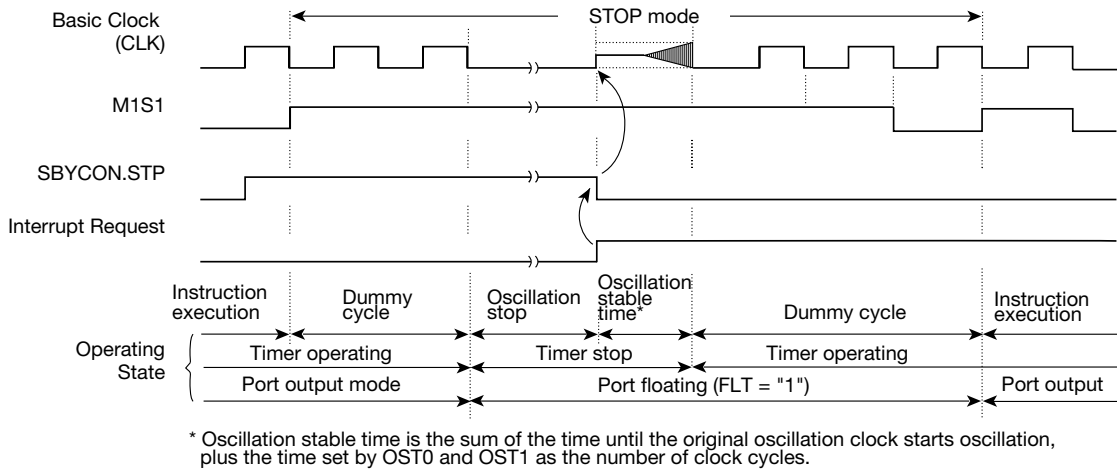 STOP mode
Basic Clock
(CLK)
M1S1
SBYCON.STP
Interrupt Request
Instruction
execution
Dummy
cycle
Oscillation
stop
Oscillation
stable
time*
Dummy cycle
Instruction
execution
Operating
State
Timer operating
Timer stop
Timer operating
Port output mode
Port floating (FLT = "1")
Port output
* Oscillation stable time is the sum of the time until the original oscillation clock starts oscillation,
plus the time set by OST0 and OST1 as the number of clock cycles.